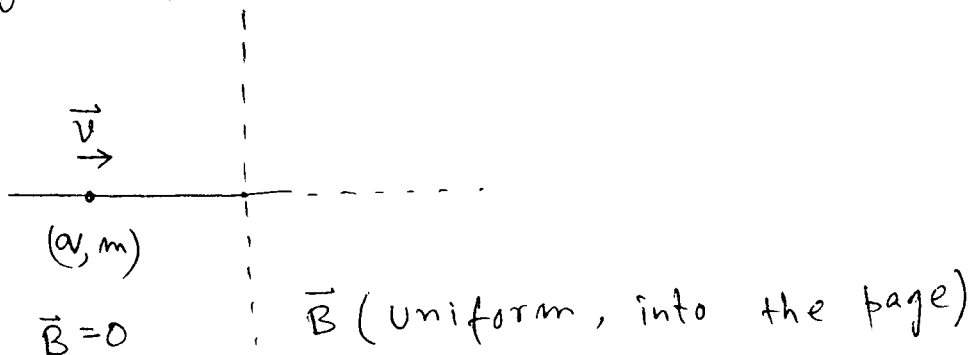 v⃗
→
(q, m)
B⃗ =0
B⃗ (uniform, into the page)